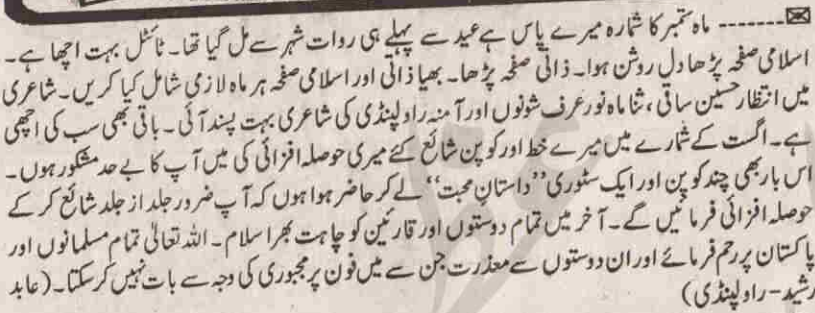 ✉------- ماہ ستمبر کا شمارہ میرے پاس ہے عید سے پہلے ہی روات شہر سے مل گیا تھا۔ ٹائٹل بہت اچھا ہے۔
اسلامی صفحہ پڑھا دل روشن ہوا۔ ذاتی صفحہ پڑھا۔ بھیا ذاتی اور اسلامی صفحہ ہر ماہ لازمی شامل کیا کریں۔ شاعری
میں انتظار حسین ساقی، ثنا ماہ نور عرف شونوں اور آمنہ راولپنڈی کی شاعری بہت پسند آئی۔ باقی بھی سب کی اچھی
ہے۔ اگست کے شمارے میں میرے خط اور کوپن شائع کئے میری حوصلہ افزائی کی میں آپ کا بے حد مشکور ہوں۔
اس بار بھی چند کوپن اور ایک سٹوری ”داستانِ محبت“ لے کر حاضر ہوا ہوں کہ آپ ضرور جلد از جلد شائع کر کے
حوصلہ افزائی فرمائیں گے۔ آخر میں تمام دوستوں اور قارئین کو چاہت بھرا سلام۔ اللہ تعالیٰ تمام مسلمانوں اور
پاکستان پر رحم فرمائے اور ان دوستوں سے معذرت جن سے میں فون پر مجبوری کی وجہ سے بات نہیں کر سکتا۔ (عابد
رشید- راولپنڈی)